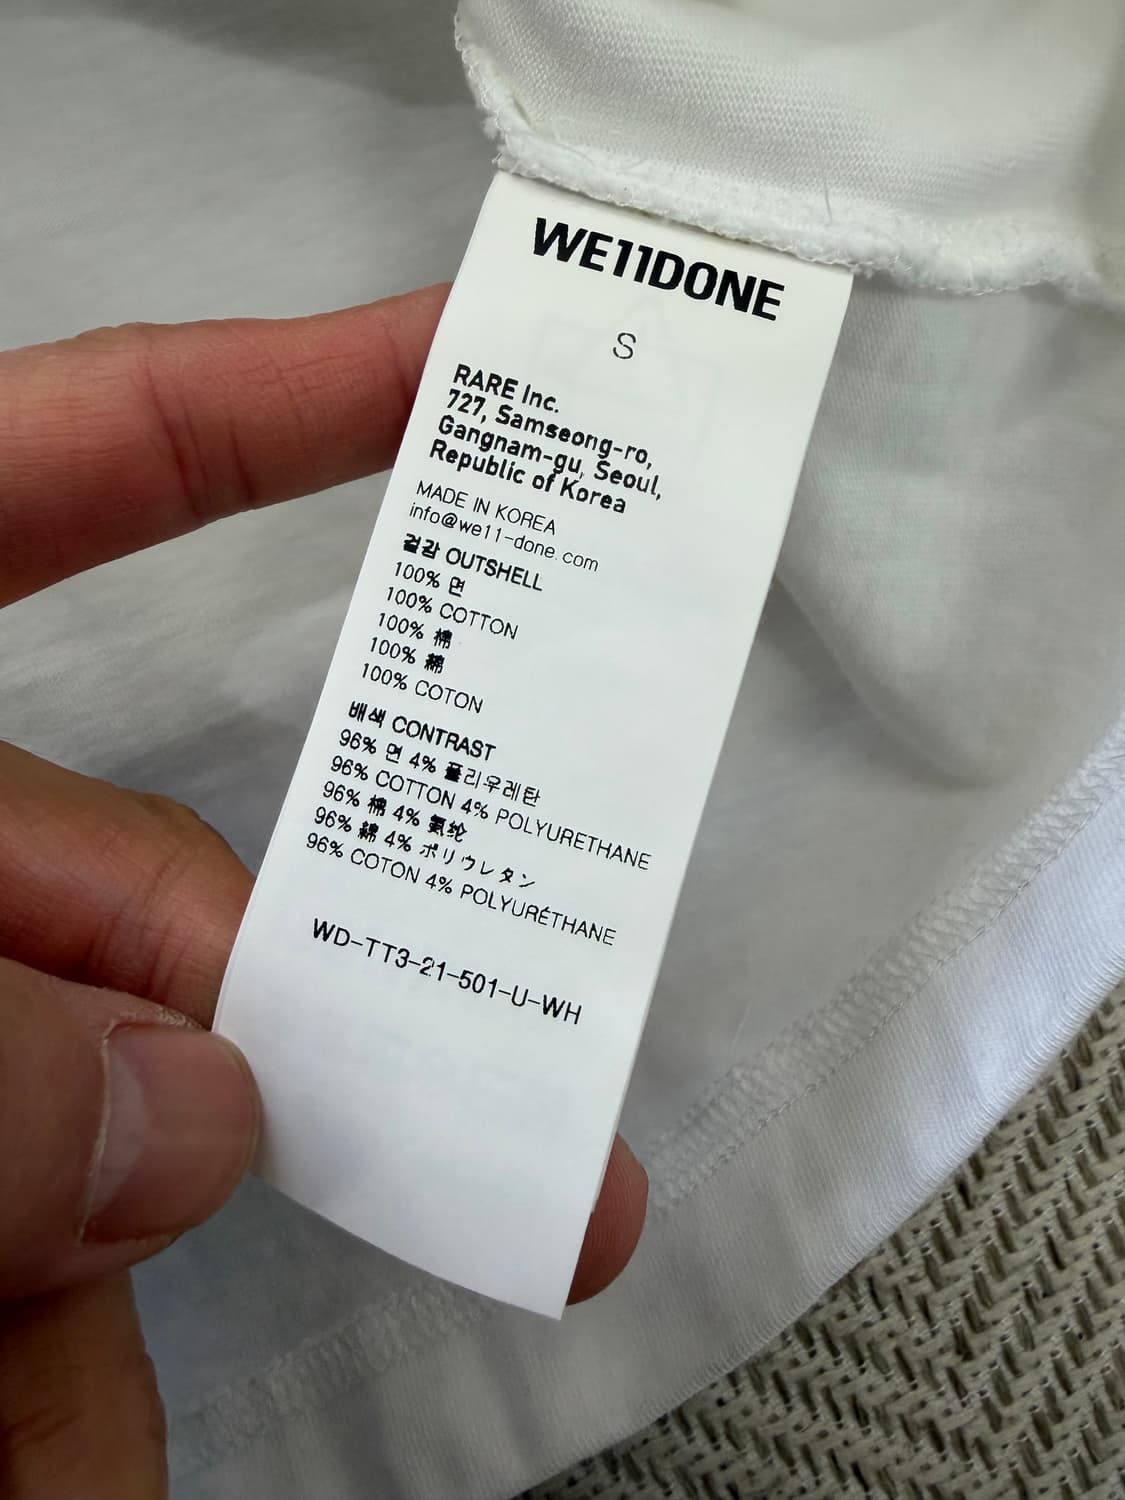 WE11DONE
S
RARE Inc.
727, Samseong-ro,
Gangnam-gu, Seoul,
Republic of Korea
MADE IN KOREA
info@we11-done.com
겉감 OUTSHELL
100% 면
100% COTTON
100% 棉
100% 綿
100% COTON
배색 CONTRAST
96% 면 4% 폴리우레탄
96% COTTON 4% POLYURETHANE
96% 棉 4% 氨纶
96% 綿 4% ポリウレタン
96% COTON 4% POLYURÉTHANE
WD-TT3-21-501-U-WH